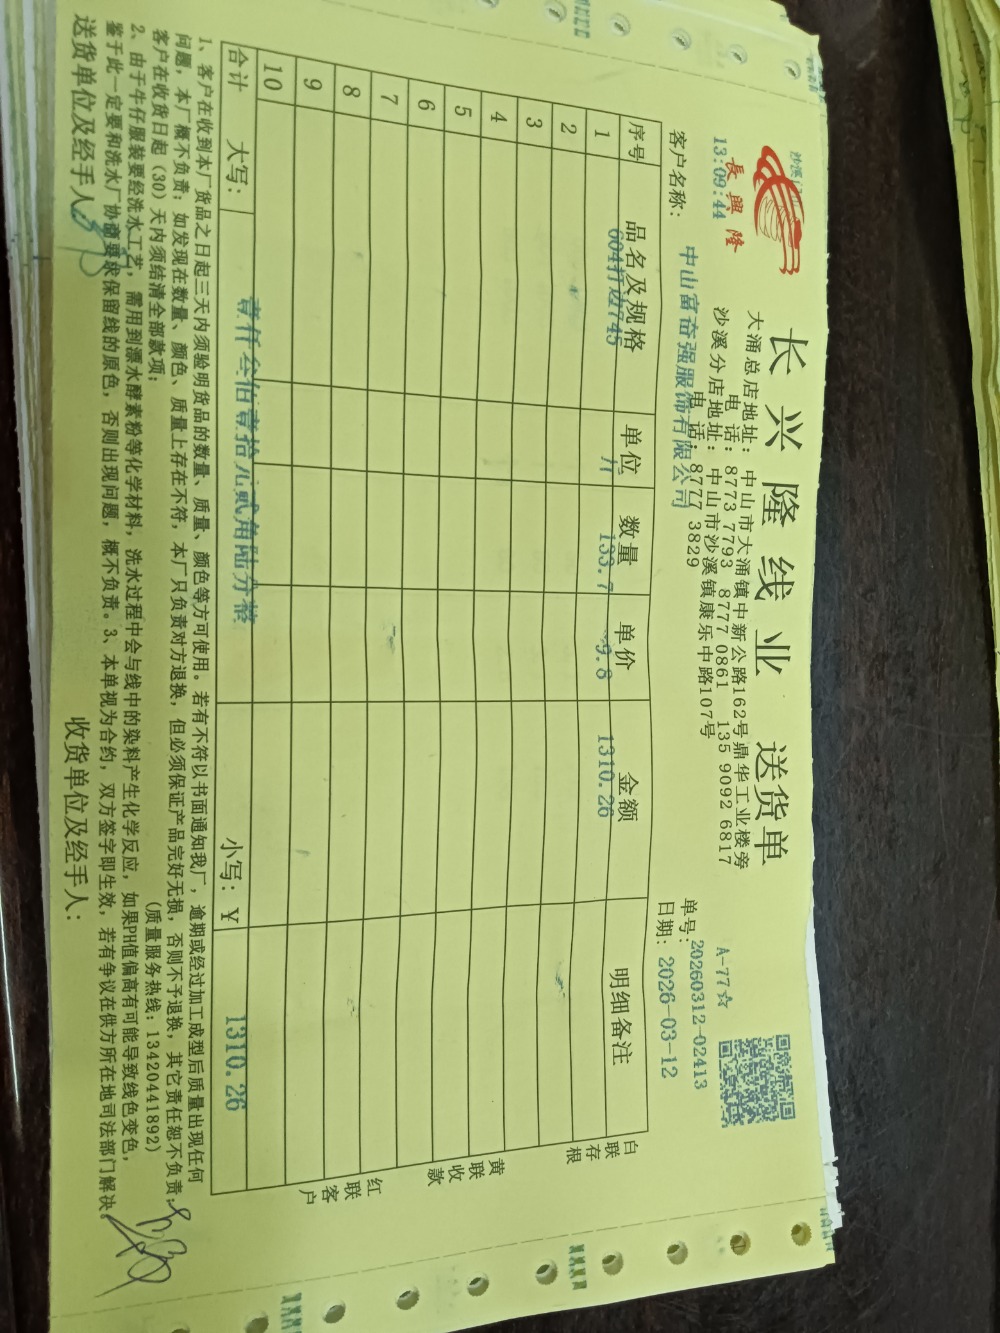 長興隆
13:09:44
长兴隆线业 送货单
大涌总店地址：中山市大涌镇中新公路162号鼎华工业楼旁
电 话：8773 7793 8777 0861 135 9092 6817
沙溪分店地址：中山市沙溪镇康乐中路107号
电 话：8777 3829
A-77☆
单号：20260312-02413
客户名称：中山富奋强服饰有限公司
日期：2026-03-12
序号 品名及规格 单位 数量 单价 金额 明细备注
1 604打边745 133.7 9.8 1310.26
2
3
4
5
6
7
8
9
10
合计 大写：壹仟叁佰壹拾元贰角陆分整 小写：¥ 1310.26
白联存根
黄联收款
红联客户
1、客户在收到本厂货品之日起三天内须验明货品的数量、质量、颜色等方可使用。若有不符以书面通知我厂，逾期或经过加工成型后质量出现任何
问题，本厂概不负责；如发现在数量、颜色、质量上存在不符，本厂只负责对方退换，但必须保证产品完好无损，否则不予退换，其它责任恕不负责；
客户在收货日起（30）天内须结清全部款项； （质量服务热线：13420441892）
2、由于牛仔服装要经洗水工艺，需用到漂水酵素粉等化学材料，洗水过程中会与线中的染料产生化学反应，如果PH值偏高有可能导致线色变色，
鉴于此一定要和洗水厂协商要求保留线的原色，否则出现问题，概不负责。3、本单视为合约，双方签字即生效，若有争议在供方所在地司法部门解决。
送货单位及经手人： 收货单位及经手人：